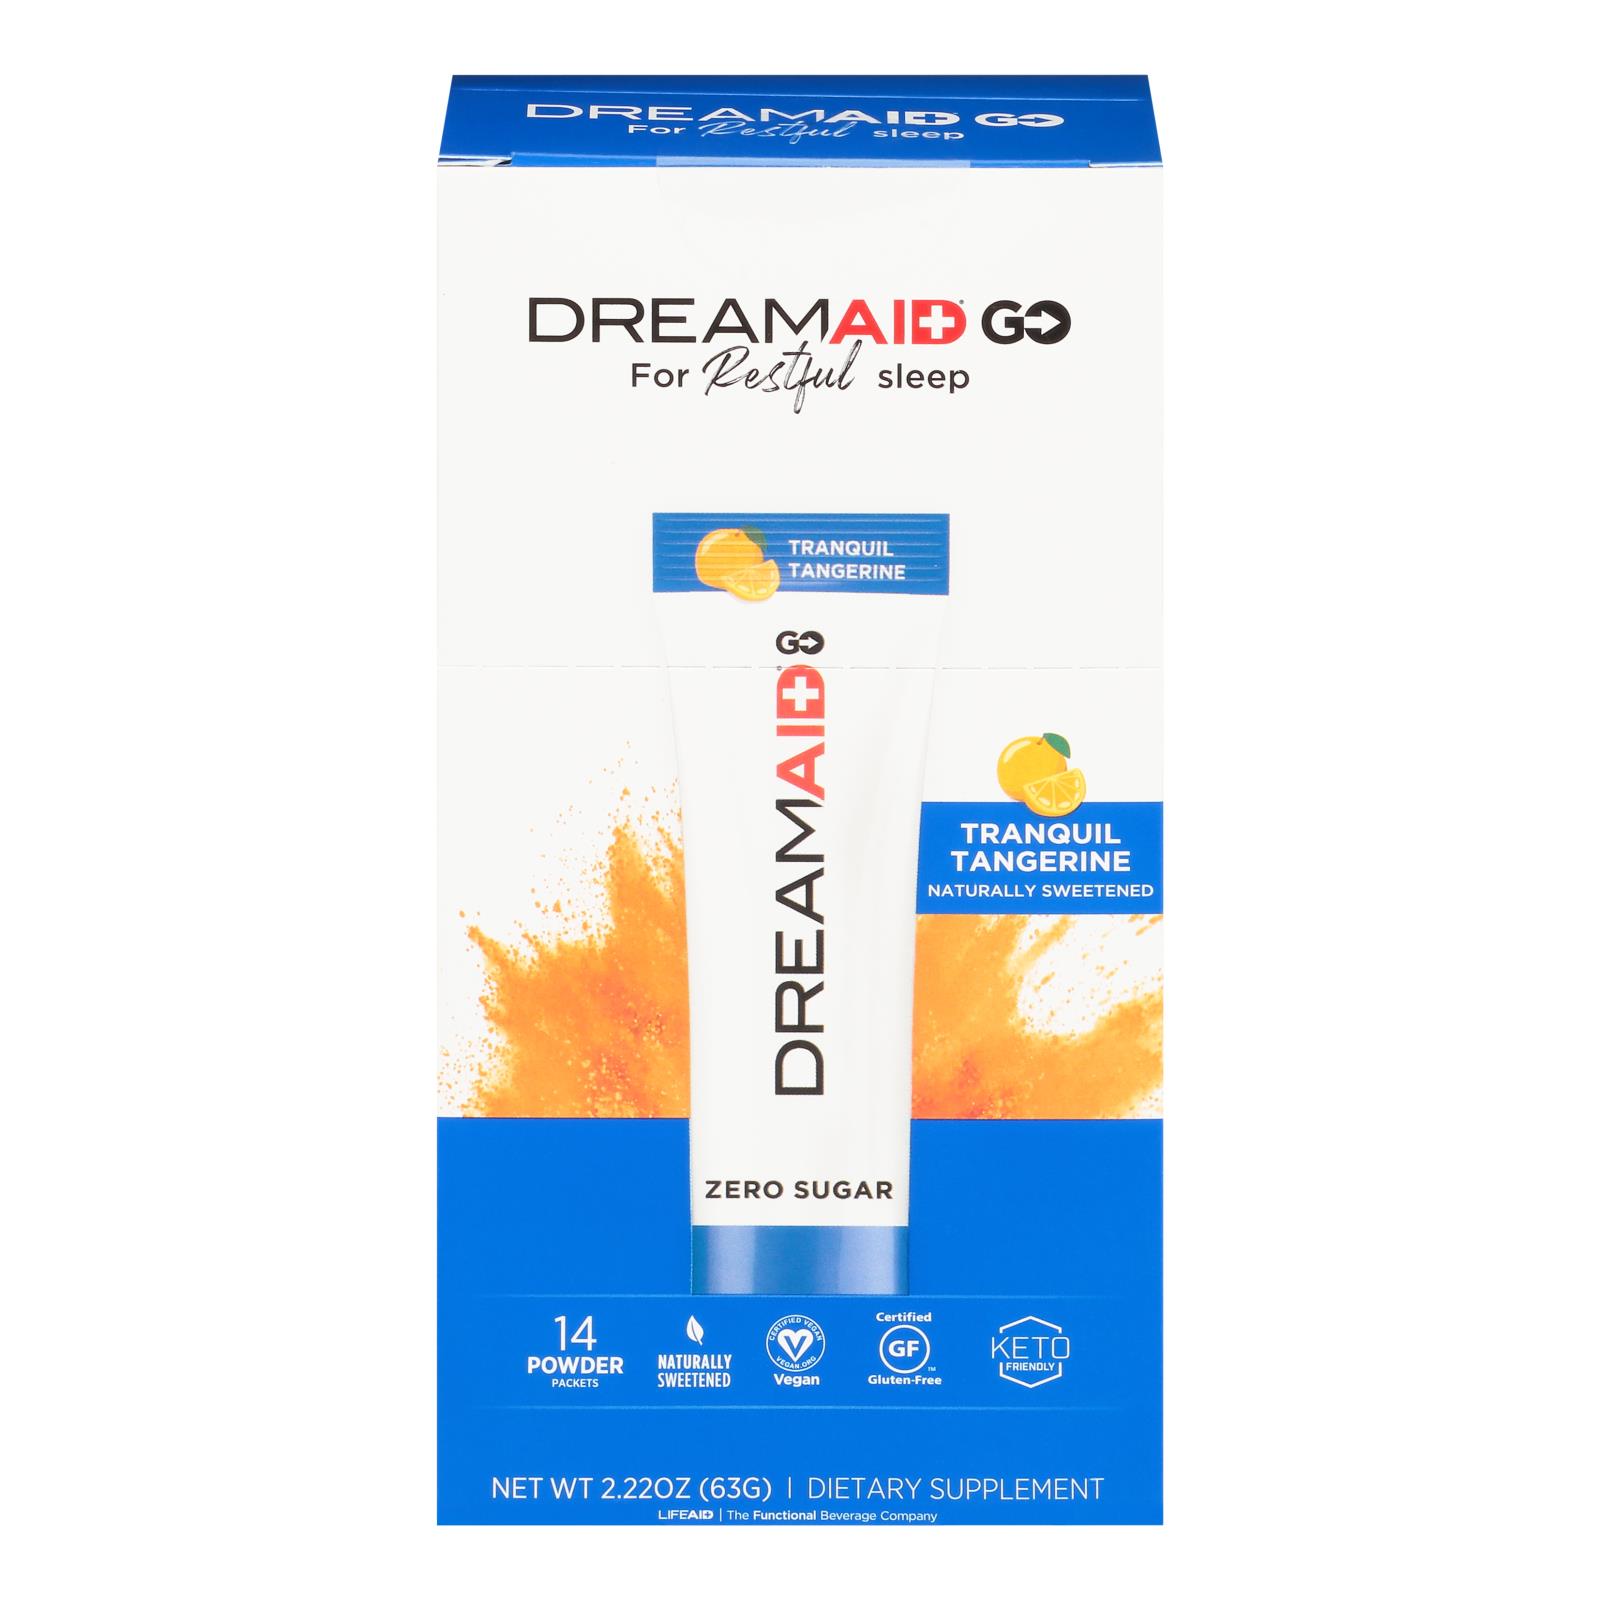 DREAMAID GO
For Restful sleep
DREAMAID® GO
For Restful sleep
TRANQUIL
TANGERINE
GO
DREAMAID
TRANQUIL
TANGERINE
NATURALLY SWEETENED
ZERO SUGAR
14
POWDER
PACKETS
NATURALLY
SWEETENED
CERTIFIED VEGAN
V
VEGAN.ORG
Vegan
Certified
GF™
Gluten-Free
KETO
FRIENDLY
NET WT 2.22OZ (63G) | DIETARY SUPPLEMENT
LIFEAID | The Functional Beverage Company